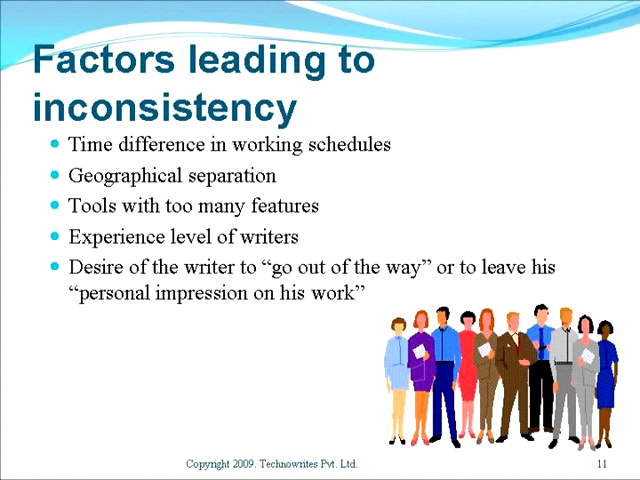 Factors leading to
inconsistency
Time difference in working schedules
Geographical separation
Tools with too many features
Experience level of writers
Desire of the writer to “go out of the way” or to leave his
“personal impression on his work”
Copyright 2009. Technowrites Pvt. Ltd.
11